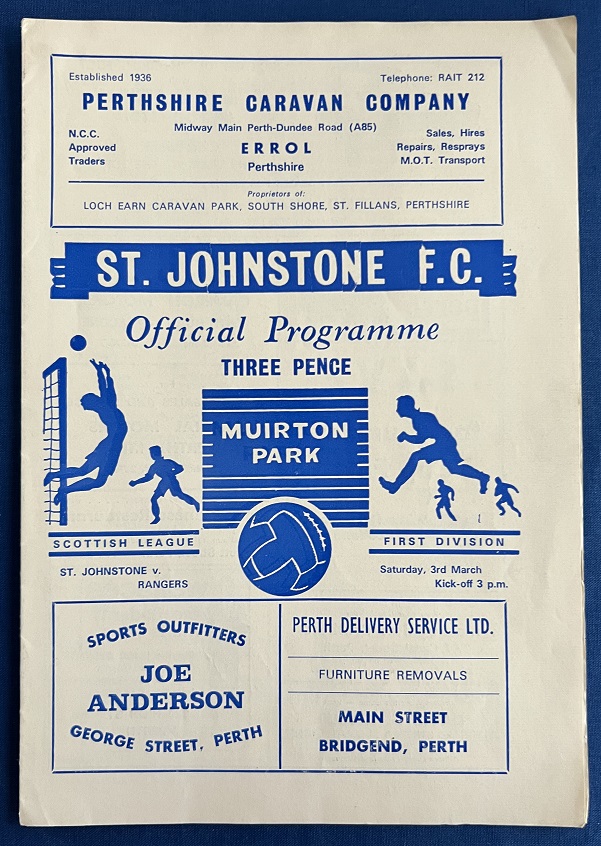 Established 1936 Telephone: RAIT 212
PERTHSHIRE CARAVAN COMPANY
Midway Main Perth-Dundee Road (A85)
N.C.C.
Approved
Traders
ERROL
Perthshire
Sales, Hires
Repairs, Resprays
M.O.T. Transport
Proprietors of:
LOCH EARN CARAVAN PARK, SOUTH SHORE, ST. FILLANS, PERTHSHIRE
ST. JOHNSTONE F.C.
Official Programme
THREE PENCE
MUIRTON
PARK
SCOTTISH LEAGUE
FIRST DIVISION
ST. JOHNSTONE v.
RANGERS
Saturday, 3rd March
Kick-off 3 p.m.
SPORTS OUTFITTERS
JOE
ANDERSON
GEORGE STREET, PERTH
PERTH DELIVERY SERVICE LTD.
FURNITURE REMOVALS
MAIN STREET
BRIDGEND, PERTH